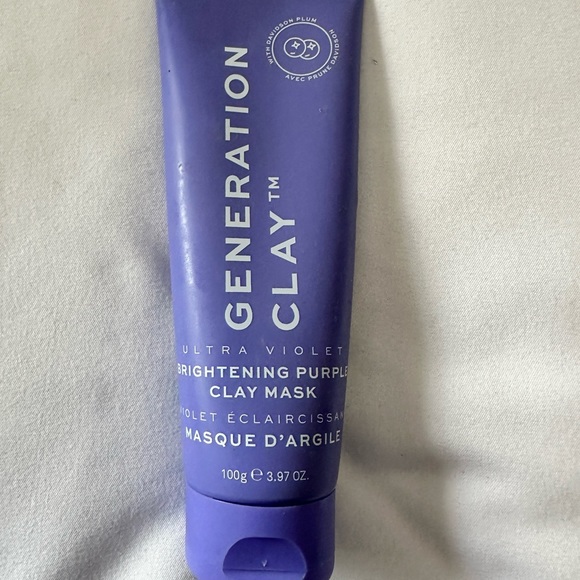 WITH DAVIDSON PLUM
AVEC PRUNE DAVIDSON
GENERATION
CLAY™
ULTRA VIOLET
BRIGHTENING PURPLE
CLAY MASK
VIOLET ÉCLAIRCISSAN
MASQUE D'ARGILE
100g ℮ 3.97 OZ.